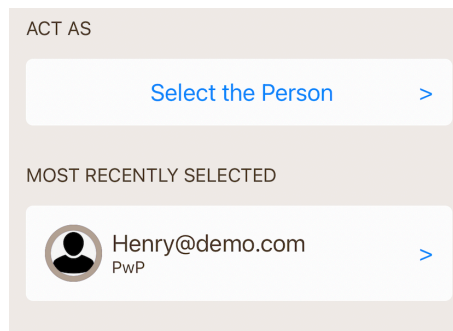 ACT AS
Select the Person >
MOST RECENTLY SELECTED
Henry@demo.com >
PwP